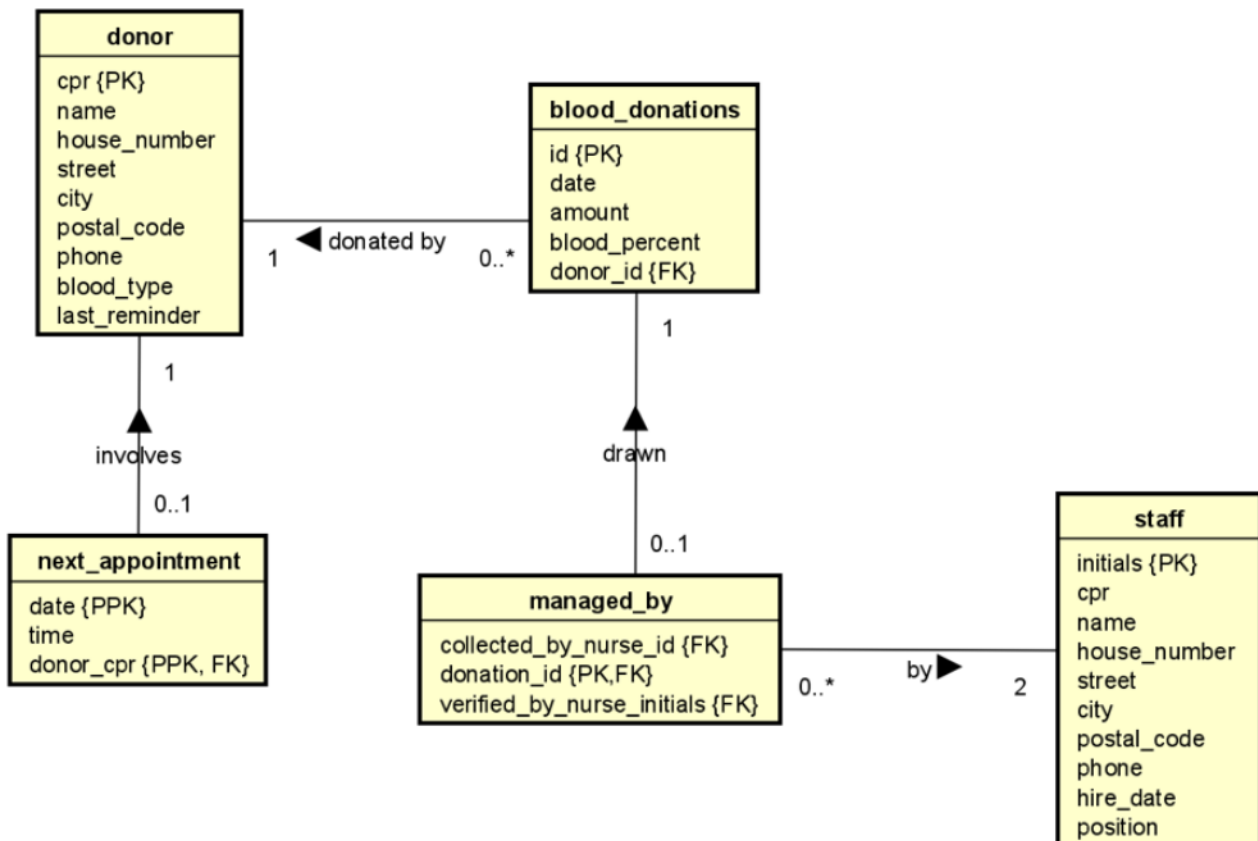 donor
cpr {PK}
name
house_number
street
city
postal_code
phone
blood_type
last_reminder
blood_donations
id {PK}
date
amount
blood_percent
donor_id {FK}
1
donated by
0..*
1
involves
0..1
1
drawn
0..1
next_appointment
date {PPK}
time
donor_cpr {PPK, FK}
managed_by
collected_by_nurse_id {FK}
donation_id {PK,FK}
verified_by_nurse_initials {FK}
0..*
by
2
staff
initials {PK}
cpr
name
house_number
street
city
postal_code
phone
hire_date
position